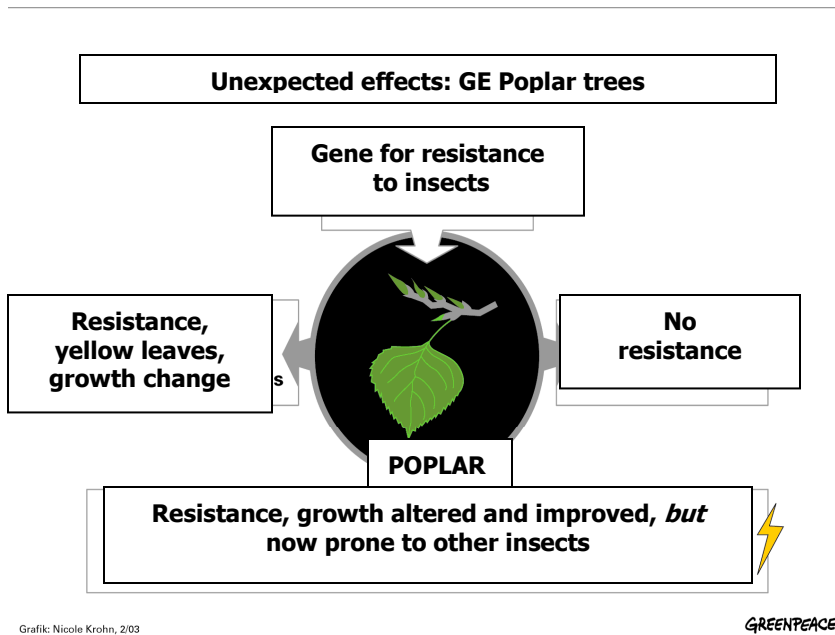 Unexpected effects: GE Poplar trees
Gene for resistance
to insects
Resistance,
yellow leaves,
growth change
s
No
resistance
POPLAR
Resistance, growth altered and improved, but
now prone to other insects
Grafik: Nicole Krohn, 2/03
GREENPEACE